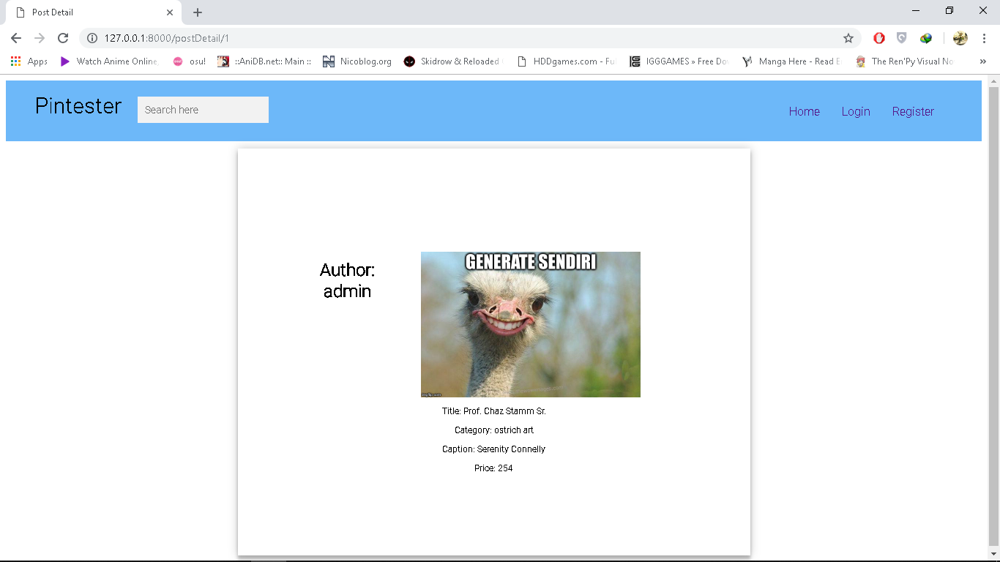 Post Detail
127.0.0.1:8000/postDetail/1
Apps
Watch Anime Online,
osu!
::AniDB.net:: Main ::
Nicoblog.org
Skidrow & Reloaded
HDDgames.com - Fu
IGGGAMES » Free Do
Manga Here - Read
The Ren'Py Visual No
»
Pintester
Search here
Home
Login
Register
Author:
admin
GENERATE SENDIRI
imgflip.com
Title: Prof. Chaz Stamm Sr.
Category: ostrich art
Caption: Serenity Connelly
Price: 254